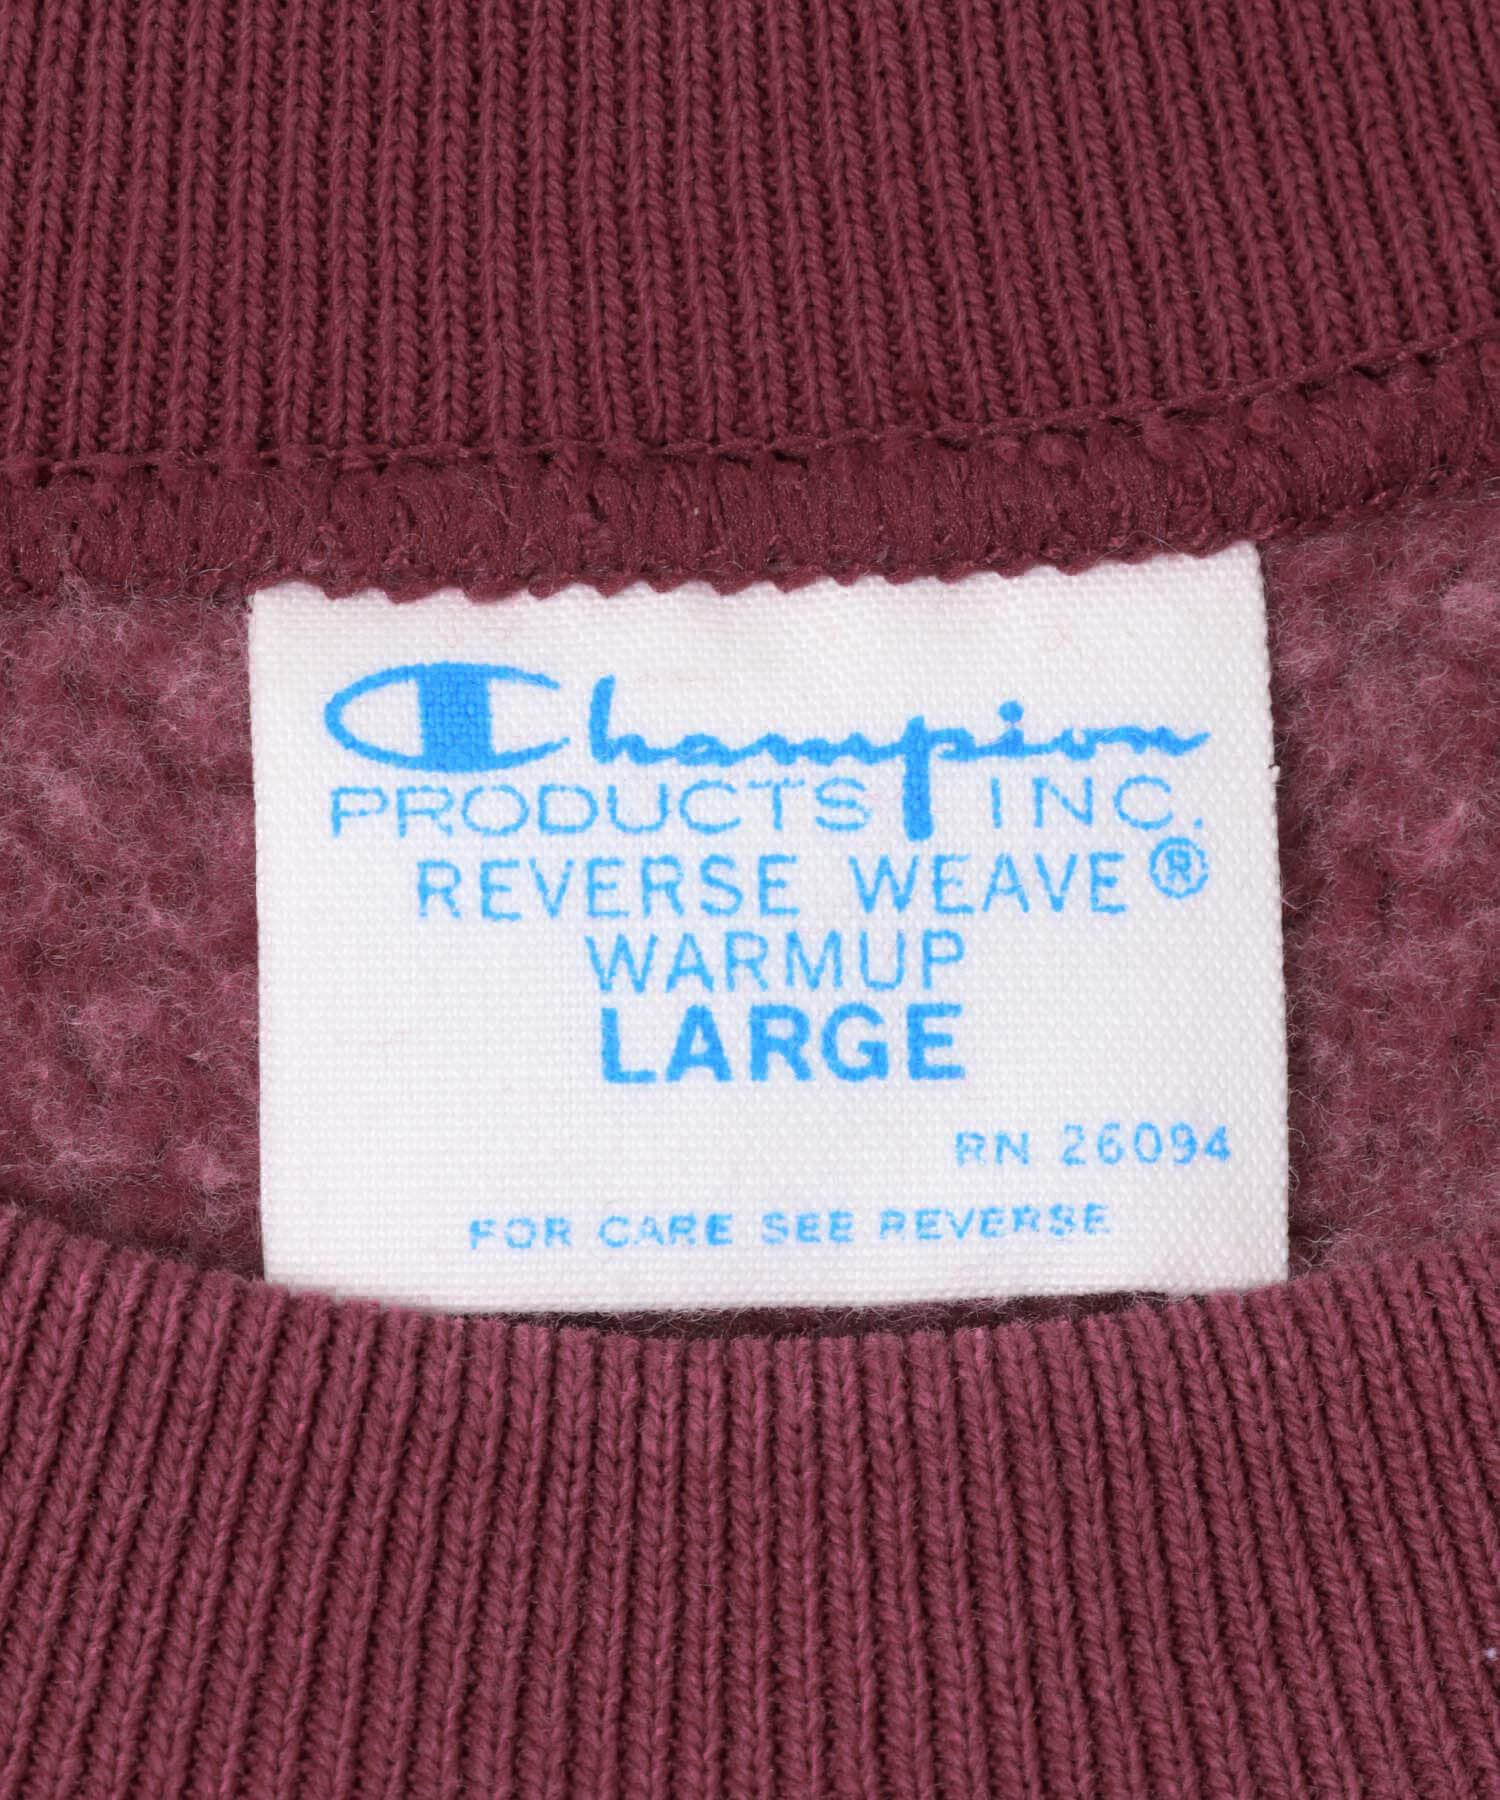 Champion
PRODUCTS INC.
REVERSE WEAVE®
WARMUP
LARGE
RN 26094
FOR CARE SEE REVERSE